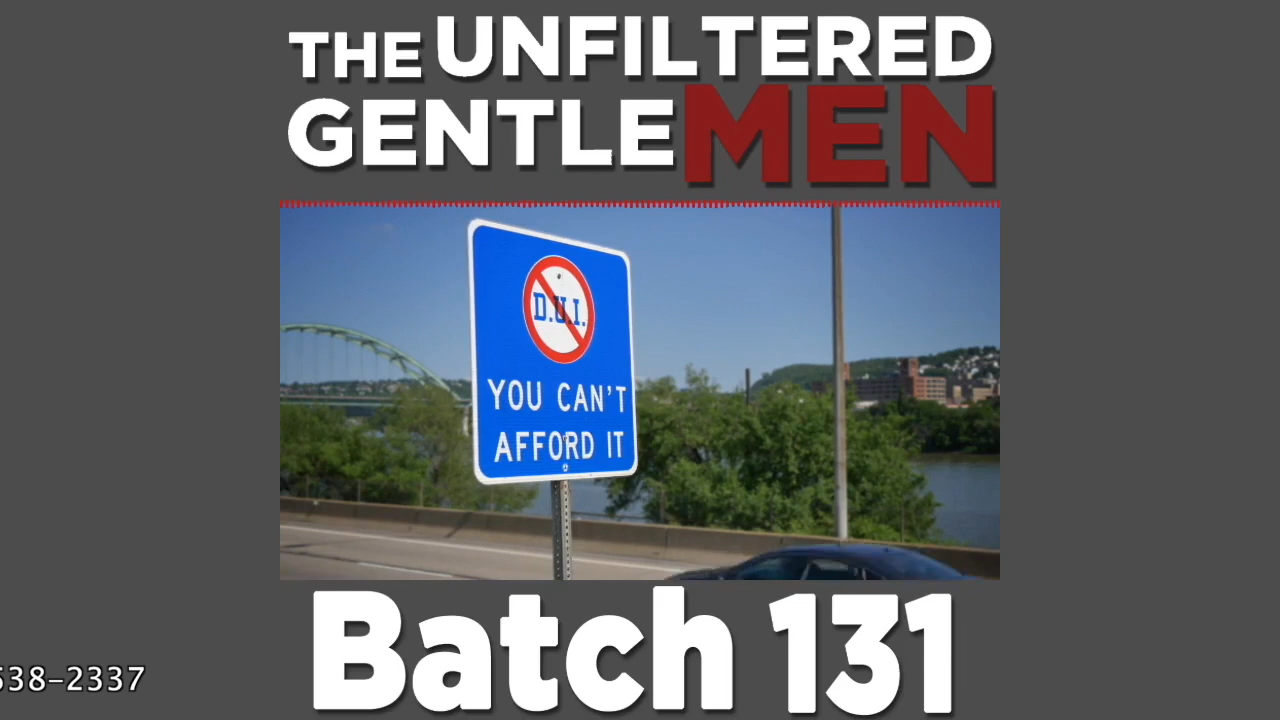 THE UNFILTERED
GENTLEMEN
D.U.I.
YOU CAN'T
AFFORD IT
Batch 131
538-2337